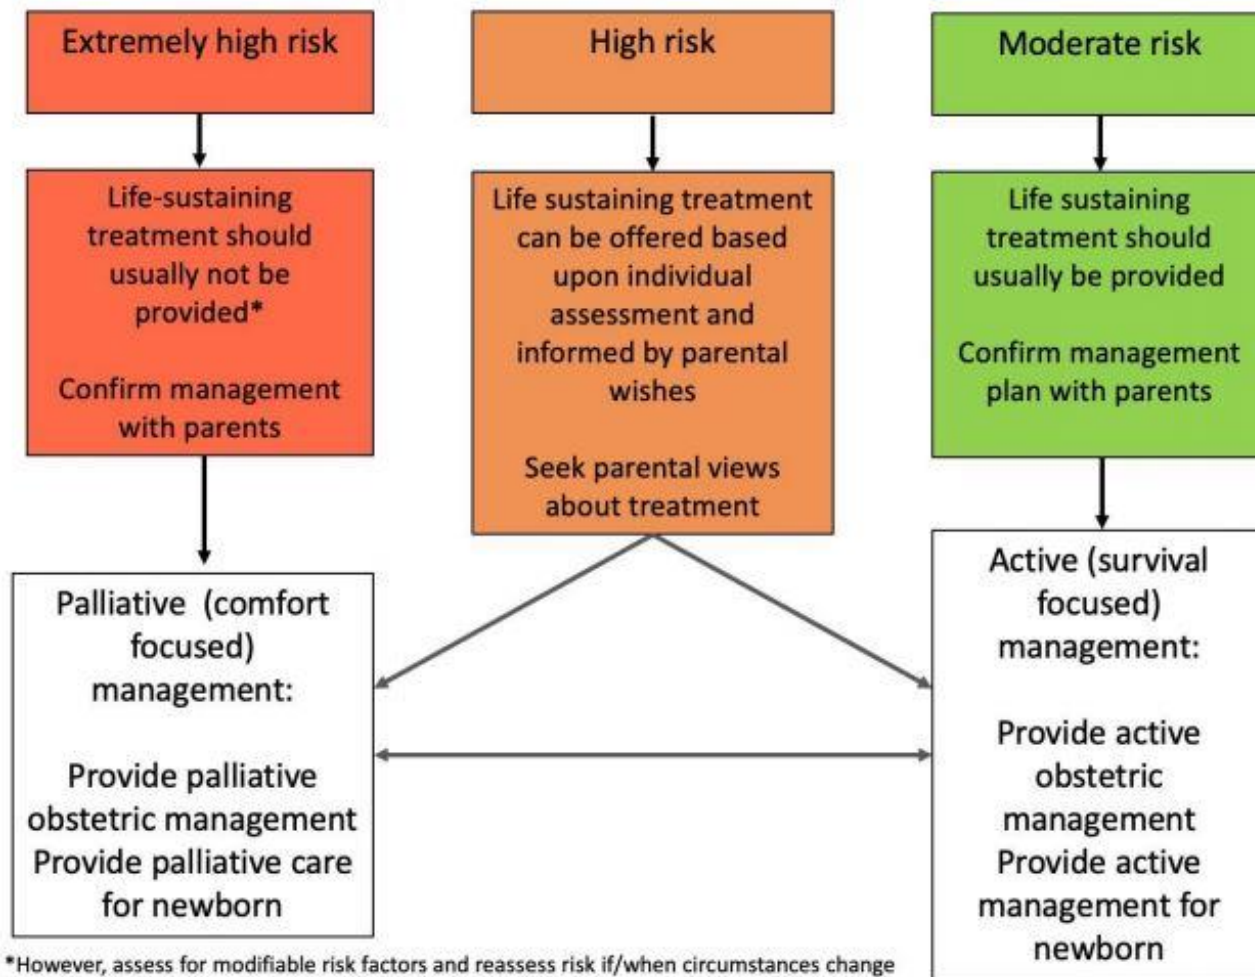 Extremely high risk
Life-sustaining
treatment should
usually not be
provided*
Confirm management
with parents
Palliative (comfort
focused)
management:
Provide palliative
obstetric management
Provide palliative care
for newborn
High risk
Life sustaining treatment
can be offered based
upon individual
assessment and
informed by parental
wishes
Seek parental views
about treatment
Moderate risk
Life sustaining
treatment should
usually be provided
Confirm management
plan with parents
Active (survival
focused)
management:
Provide active
obstetric
management
Provide active
management for
newborn
*However, assess for modifiable risk factors and reassess risk if/when circumstances change